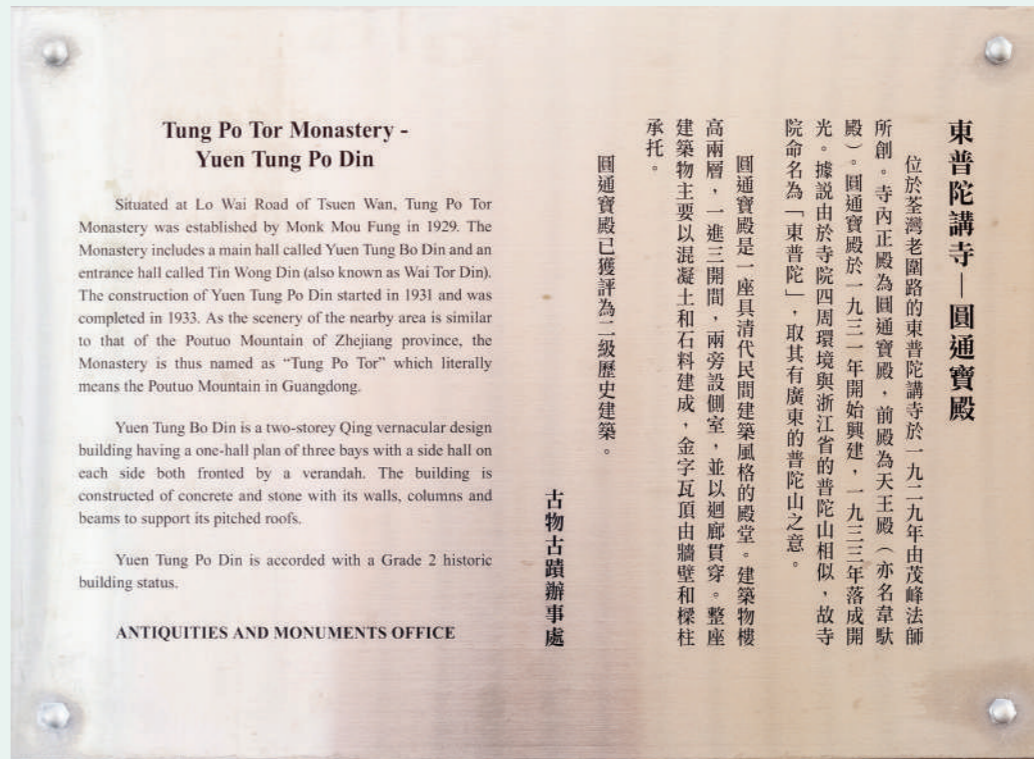 Tung Po Tor Monastery -
Yuen Tung Po Din
Situated at Lo Wai Road of Tsuen Wan, Tung Po Tor
Monastery was established by Monk Mou Fung in 1929. The
Monastery includes a main hall called Yuen Tung Bo Din and an
entrance hall called Tin Wong Din (also known as Wai Tor Din).
The construction of Yuen Tung Po Din started in 1931 and was
completed in 1933. As the scenery of the nearby area is similar
to that of the Poutuo Mountain of Zhejiang province, the
Monastery is thus named as “Tung Po Tor” which literally
means the Poutuo Mountain in Guangdong.
Yuen Tung Bo Din is a two-storey Qing vernacular design
building having a one-hall plan of three bays with a side hall on
each side both fronted by a verandah. The building is
constructed of concrete and stone with its walls, columns and
beams to support its pitched roofs.
Yuen Tung Po Din is accorded with a Grade 2 historic
building status.
ANTIQUITIES AND MONUMENTS OFFICE
東普陀講寺—圓通寶殿
位於荃灣老圍路的東普陀講寺於一九二九年由茂峰法師
所創。寺內正殿為圓通寶殿，前殿為天王殿（亦名韋馱
殿）。圓通寶殿於一九三一年開始興建，一九三三年落成開
光。據說由於寺院四周環境與浙江省的普陀山相似，故寺
院命名為「東普陀」，取其有廣東的普陀山之意。
圓通寶殿是一座具清代民間建築風格的殿堂。建築物樓
高兩層，一進三開間，兩旁設側室，並以迴廊貫穿。整座
建築物主要以混凝土和石料建成，金字瓦頂由牆壁和樑柱
承托。
圓通寶殿已獲評為二級歷史建築。
古物古蹟辦事處